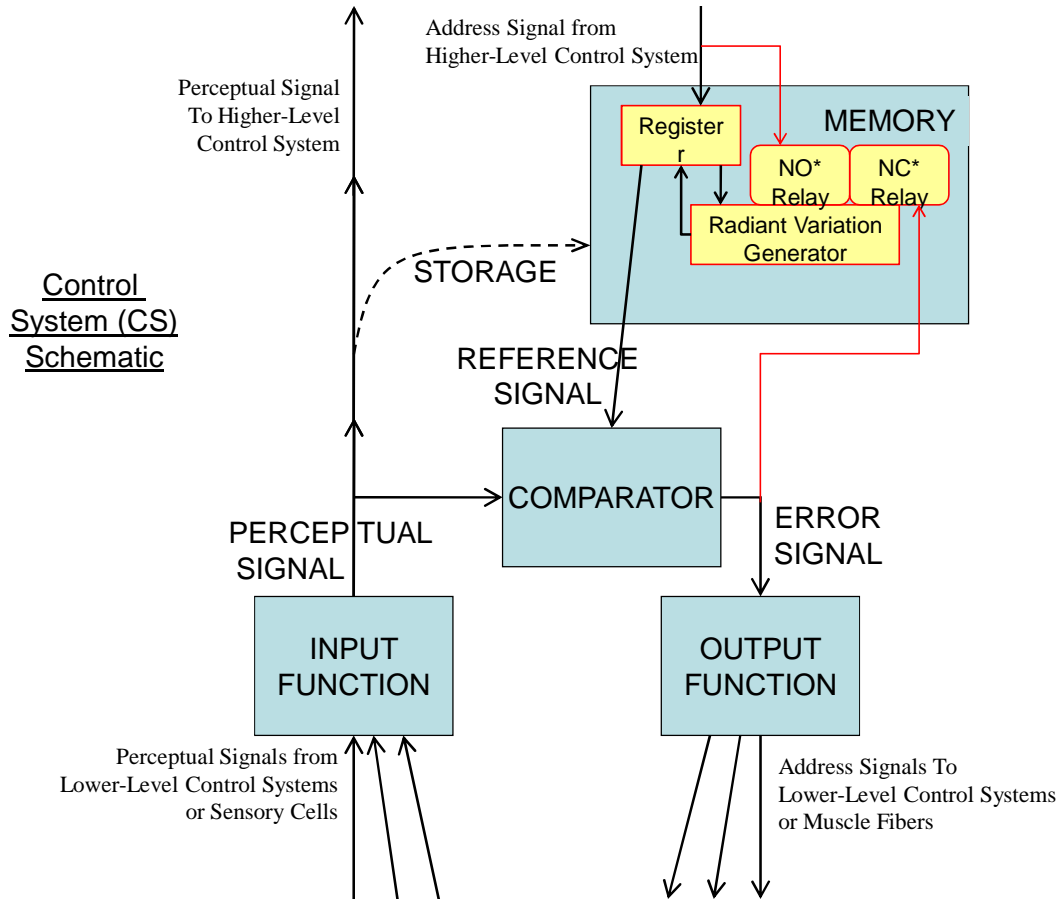 Address Signal from
Higher-Level Control System
Perceptual Signal
To Higher-Level
Control System
MEMORY
Register
r
NO*
Relay
NC*
Relay
Radiant Variation
Generator
STORAGE
Control
System (CS)
Schematic
REFERENCE
SIGNAL
COMPARATOR
PERCEPTUAL
SIGNAL
ERROR
SIGNAL
INPUT
FUNCTION
OUTPUT
FUNCTION
Perceptual Signals from
Lower-Level Control Systems
or Sensory Cells
Address Signals To
Lower-Level Control Systems
or Muscle Fibers